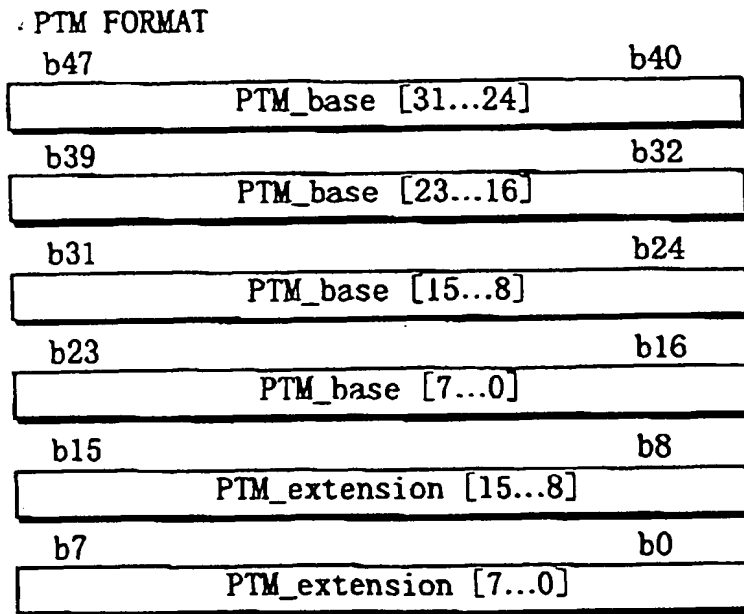 PTM FORMAT
b47 b40
PTM_base [31...24]
b39 b32
PTM_base [23...16]
b31 b24
PTM_base [15...8]
b23 b16
PTM_base [7...0]
b15 b8
PTM_extension [15...8]
b7 b0
PTM_extension [7...0]